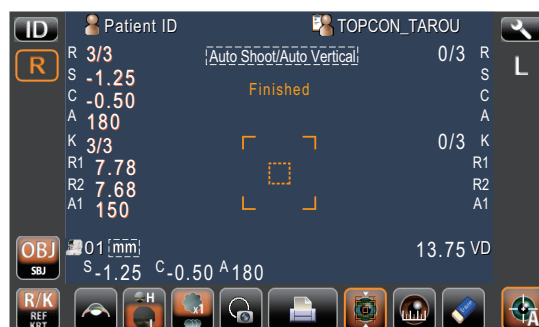 ID Patient ID TOPCON_TAROU
R R 3/3 Auto Shoot/Auto Vertical 0/3 R L
S -1.25 S
C -0.50 Finished C
A 180 A
K 3/3 0/3 K
R1 7.78 R1
R2 7.68 R2
A1 150 A1
OBJ 01 mm 13.75 VD
SBJ S-1.25 C-0.50 A180
R/K H x1 A
REF
KRT